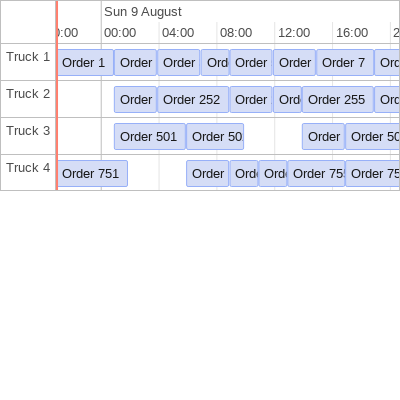 Sun 9 August
0:00 00:00 04:00 08:00 12:00 16:00 2
Truck 1 Order 1 Order Order Ord Order Order Order 7 Ord
Truck 2 Order Order 252 Order Ord Order 255 Ord
Truck 3 Order 501 Order 50 Order Order 50
Truck 4 Order 751 Order Ord Ord Order 75 Order 75